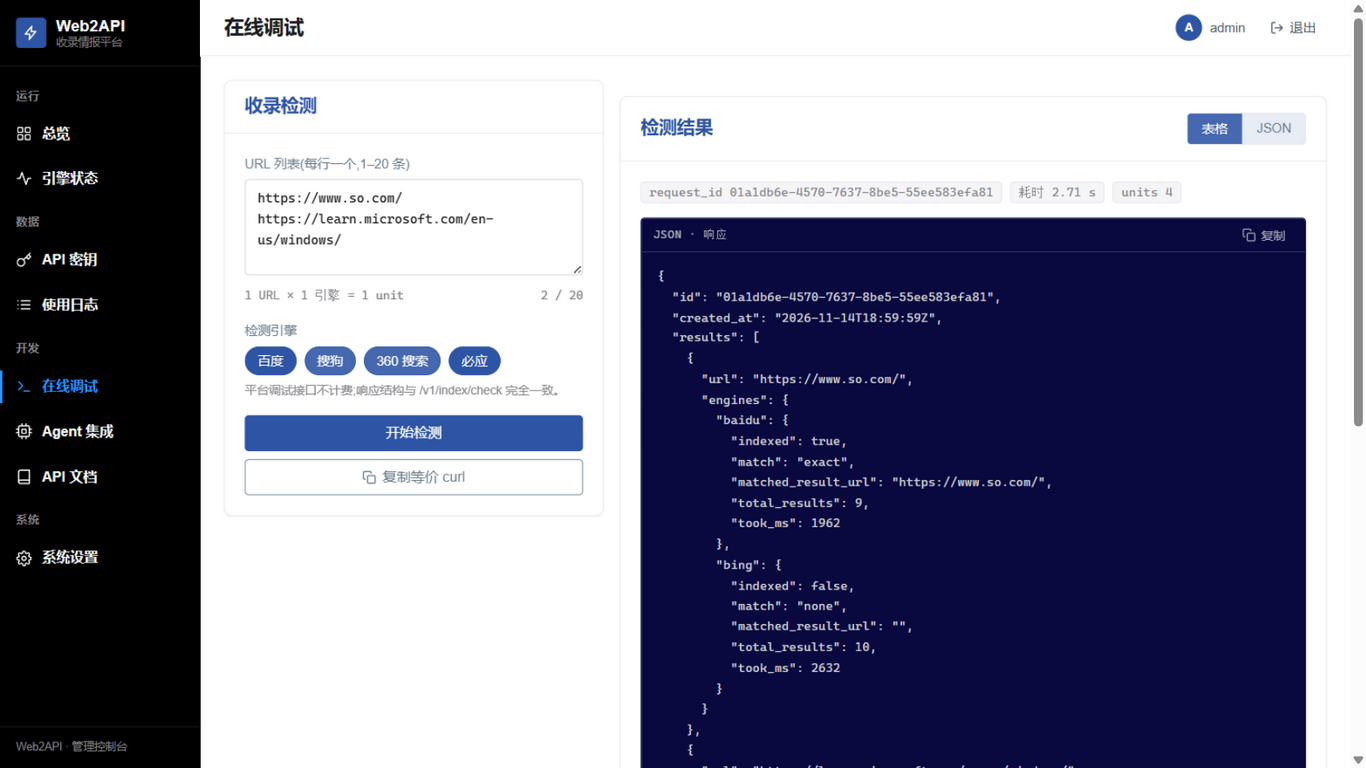 Web2API
收录情报平台
运行
总览
引擎状态
数据
API 密钥
使用日志
开发
在线调试
Agent 集成
API 文档
系统
系统设置
Web2API · 管理控制台
在线调试
A
admin
退出
收录检测
URL 列表(每行一个,1–20 条)
https://www.so.com/
https://learn.microsoft.com/en-
us/windows/
1 URL × 1 引擎 = 1 unit
2 / 20
检测引擎
百度
搜狗
360 搜索
必应
平台调试接口不计费;响应结构与 /v1/index/check 完全一致。
开始检测
复制等价 curl
检测结果
表格
JSON
request_id 01a1db6e-4570-7637-8be5-55ee583efa81
耗时 2.71 s
units 4
JSON · 响应
复制
{
"id": "01a1db6e-4570-7637-8be5-55ee583efa81",
"created_at": "2026-11-14T18:59:59Z",
"results": [
{
"url": "https://www.so.com/",
"engines": {
"baidu": {
"indexed": true,
"match": "exact",
"matched_result_url": "https://www.so.com/",
"total_results": 9,
"took_ms": 1962
},
"bing": {
"indexed": false,
"match": "none",
"matched_result_url": "",
"total_results": 10,
"took_ms": 2632
}
}
},
{